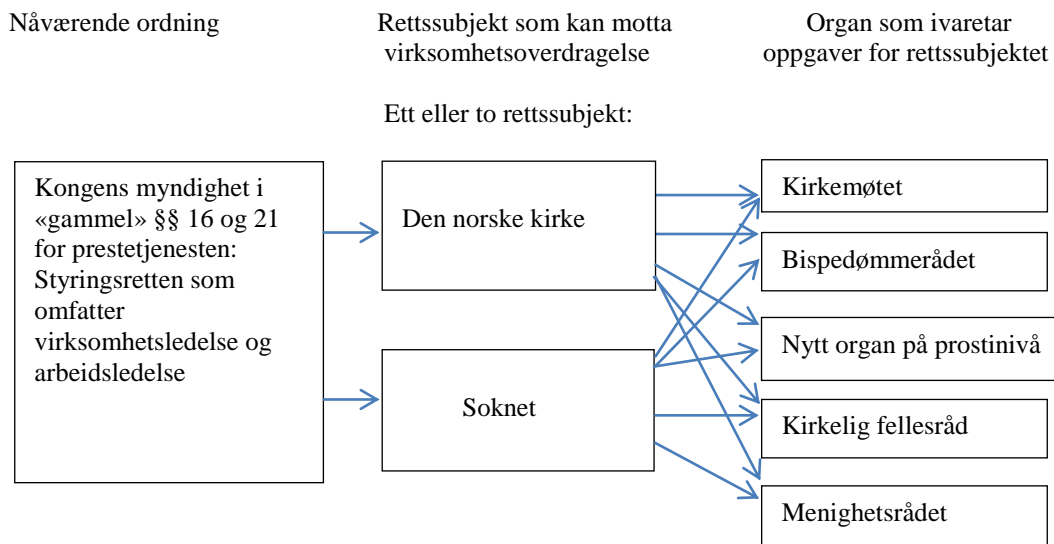 Nåværende ordning
Rettssubjekt som kan motta
virksomhetsoverdragelse
Organ som ivaretar
oppgaver for rettssubjektet
Ett eller to rettssubjekt:
Kongens myndighet i
«gammel» §§ 16 og 21
for prestetjenesten:
Styringsretten som
omfatter
virksomhetsledelse og
arbeidsledelse
Den norske kirke
Soknet
Kirkemøtet
Bispedømmerådet
Nytt organ på prostinivå
Kirkelig fellesråd
Menighetsrådet